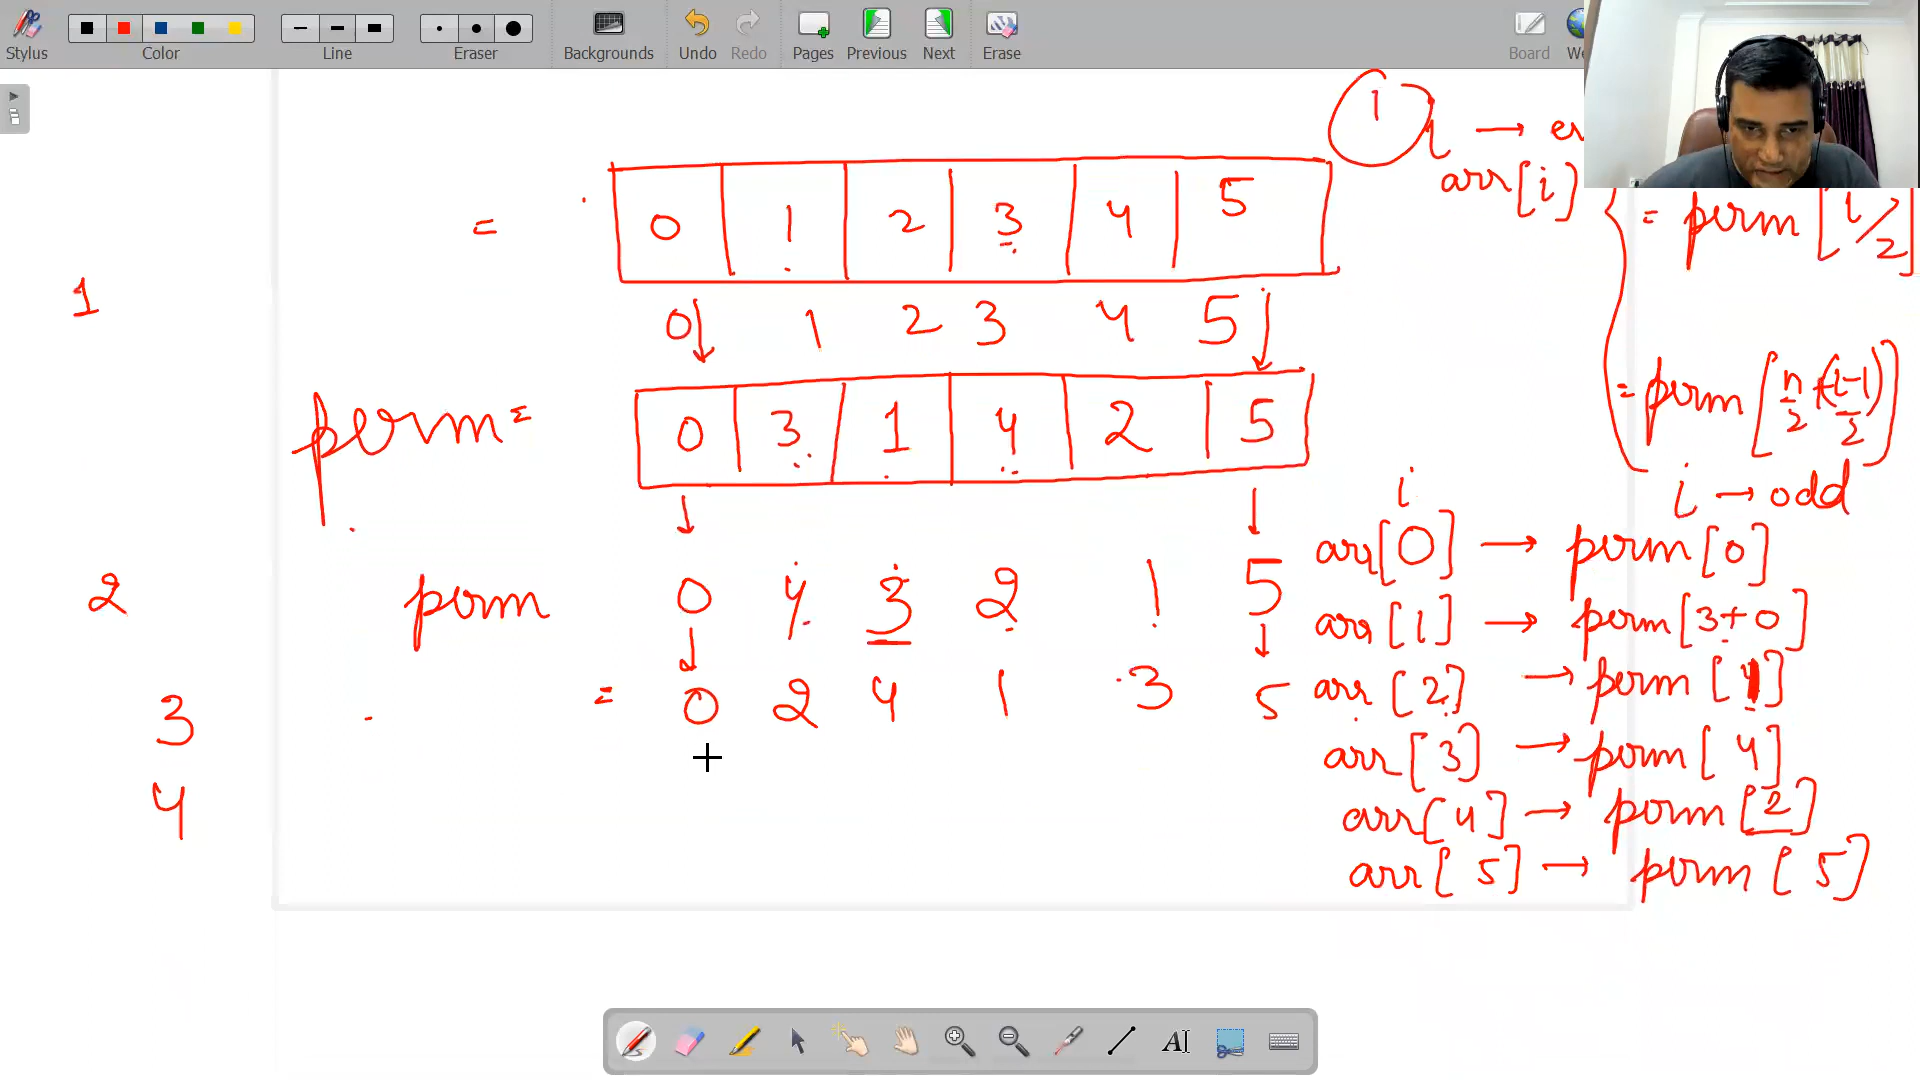 Stylus Color Line Eraser Backgrounds Undo Redo Pages Previous Next Erase Board
1
i → ev
arr[i]
= perm[i/2]
= 0 1 2 3 4 5
1
0 1 2 3 4 5
perm = 0 3 1 4 2 5
= perm[n/2 + (i-1)/2]
i → odd
i
arr[0] → perm[0]
2
perm 0 4 3 2 1 5
arr[1] → perm[3+0]
= 0 2 4 1 3 5
arr[2] → perm[1]
3
arr[3] → perm[4]
4
arr[4] → perm[2]
arr[5] → perm[5]
AI